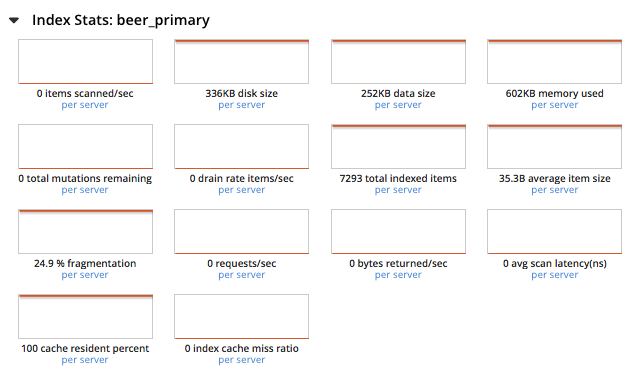 Index Stats: beer_primary
0 items scanned/sec
per server
336KB disk size
per server
252KB data size
per server
602KB memory used
per server
0 total mutations remaining
per server
0 drain rate items/sec
per server
7293 total indexed items
per server
35.3B average item size
per server
24.9 % fragmentation
per server
0 requests/sec
per server
0 bytes returned/sec
per server
0 avg scan latency(ns)
per server
100 cache resident percent
per server
0 index cache miss ratio
per server